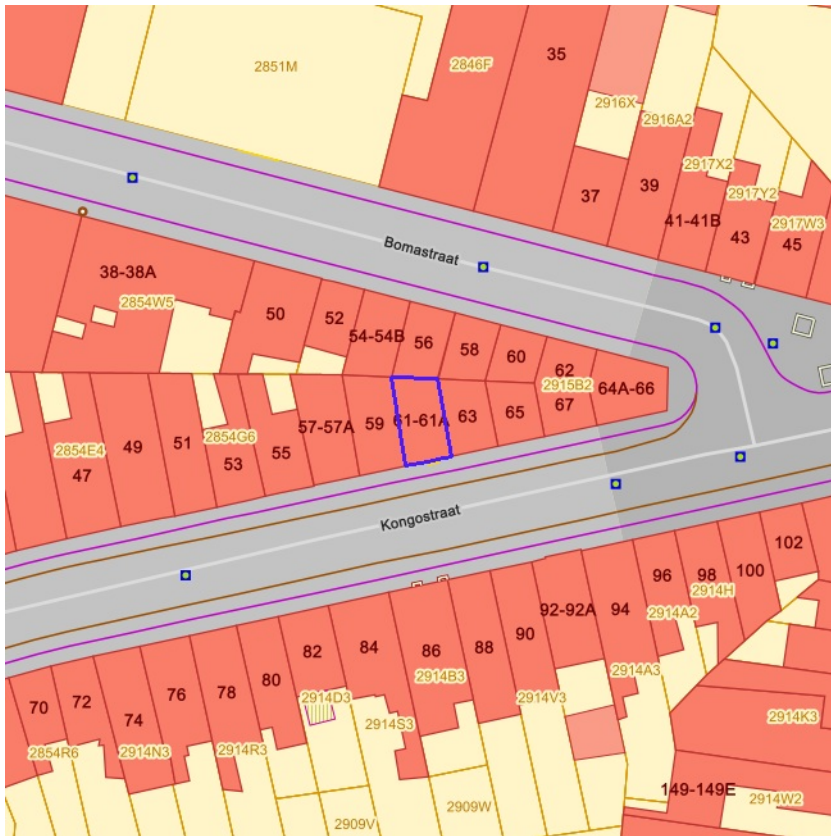 35
2846F
2851M
2916X
2916A2
2917X2
37
39
2917Y2
41-41B
43
2917W3
45
Bomastraat
38-38A
2854W5
50
52
54-54B
56
58
60
62
2915B2
64A-66
67
47
2854E4
49
51
2854G6
53
55
57-57A
59
61-61A
63
65
Kongostraat
102
100
98
2914H
96
2914A2
94
92-92A
90
88
86
2914B3
84
82
80
78
76
74
72
70
2854R6
2914N3
2914R3
2914D3
2914S3
2914V3
2914A3
2914K3
149-149E
2914W2
2909V
2909W